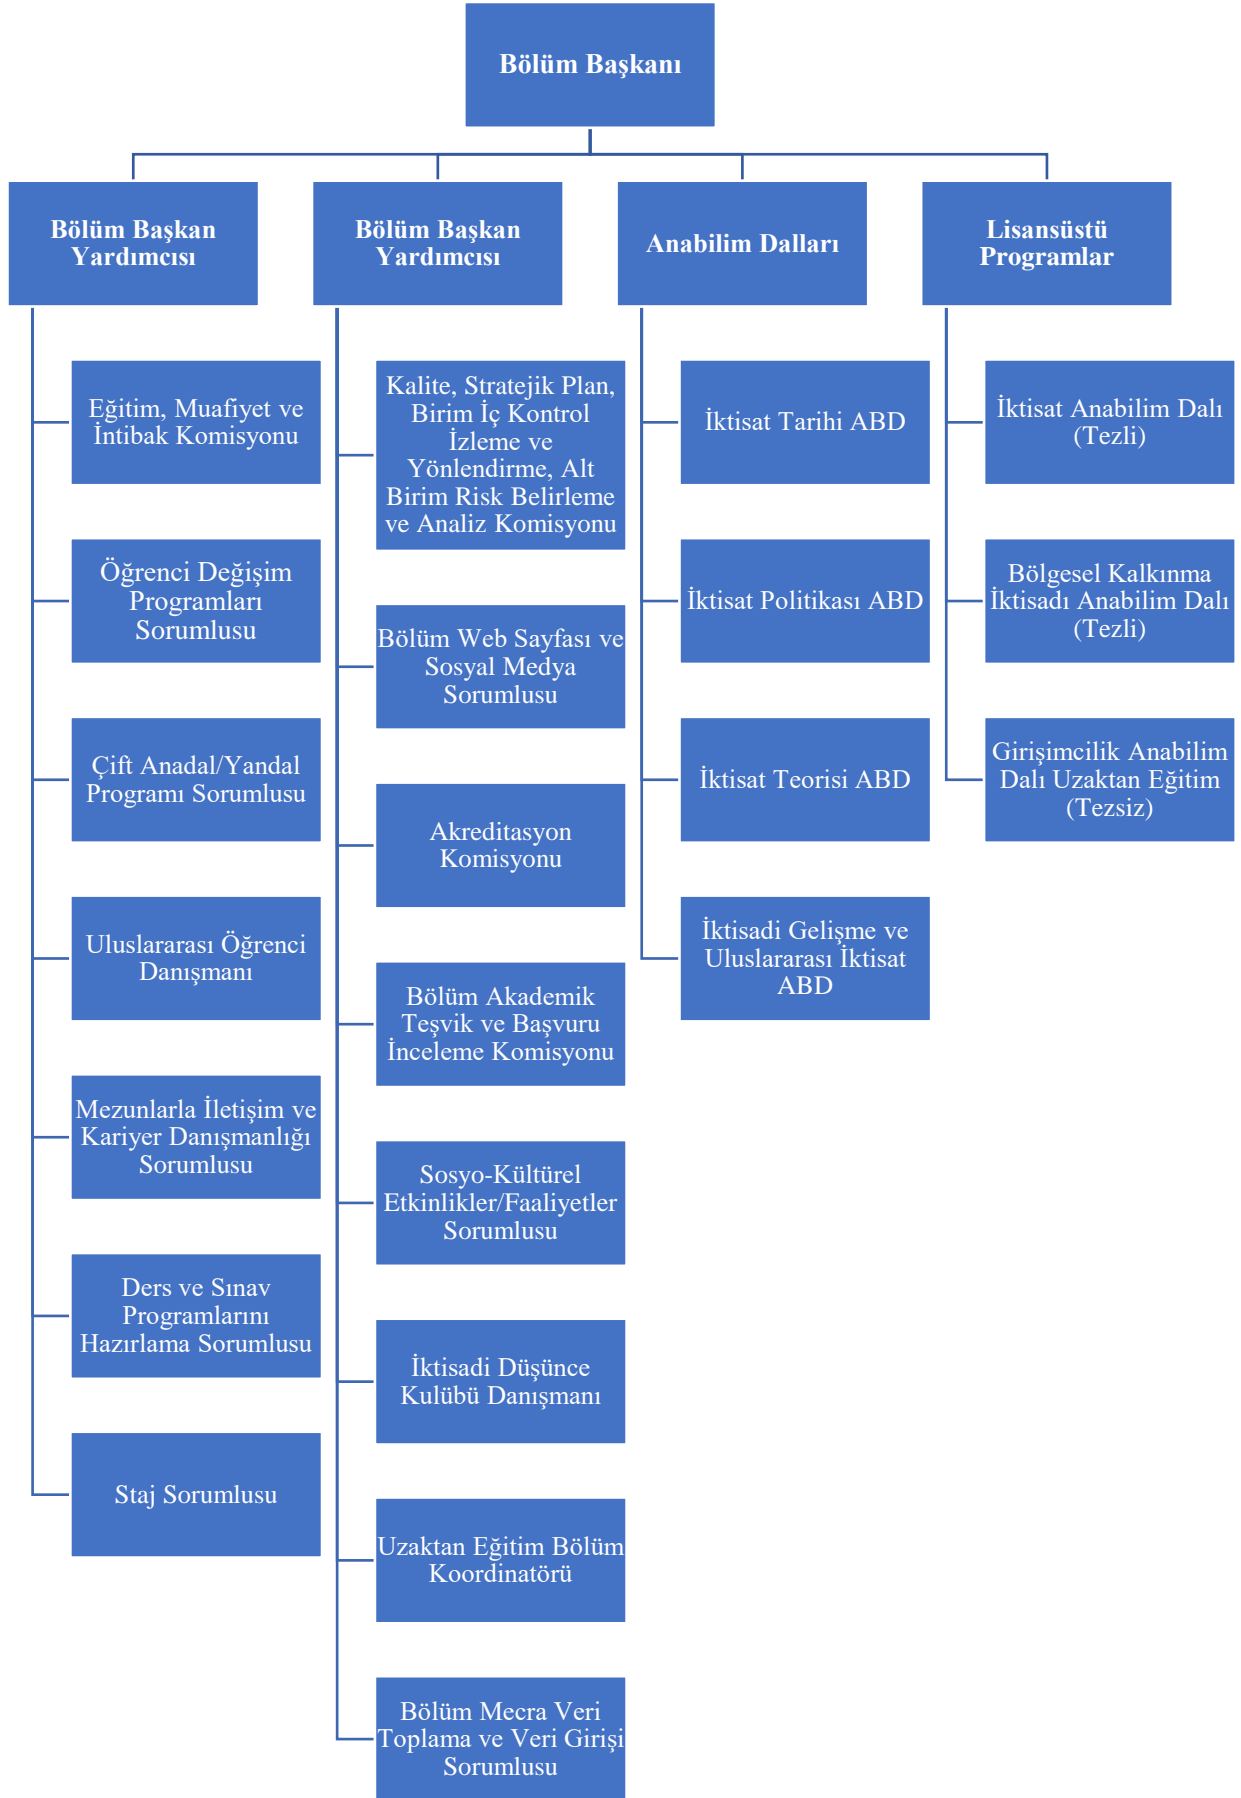 Bölüm Başkanı
Bölüm Başkan
Yardımcısı
Eğitim, Muafiyet ve
İntibak Komisyonu
Öğrenci Değişim
Programları
Sorumlusu
Çift Anadal/Yandal
Programı Sorumlusu
Uluslararası Öğrenci
Danışmanı
Mezunlarla İletişim ve
Kariyer Danışmanlığı
Sorumlusu
Ders ve Sınav
Programlarını
Hazırlama Sorumlusu
Staj Sorumlusu
Bölüm Başkan
Yardımcısı
Kalite, Stratejik Plan,
Birim İç Kontrol
İzleme ve
Yönlendirme, Alt
Birim Risk Belirleme
ve Analiz Komisyonu
Bölüm Web Sayfası ve
Sosyal Medya
Sorumlusu
Akreditasyon
Komisyonu
Bölüm Akademik
Teşvik ve Başvuru
İnceleme Komisyonu
Sosyo-Kültürel
Etkinlikler/Faaliyetler
Sorumlusu
İktisadi Düşünce
Kulübü Danışmanı
Uzaktan Eğitim Bölüm
Koordinatörü
Bölüm Mecra Veri
Toplama ve Veri Girişi
Sorumlusu
Anabilim Dalları
İktisat Tarihi ABD
İktisat Politikası ABD
İktisat Teorisi ABD
İktisadi Gelişme ve
Uluslararası İktisat
ABD
Lisansüstü
Programlar
İktisat Anabilim Dalı
(Tezli)
Bölgesel Kalkınma
İktisadı Anabilim Dalı
(Tezli)
Girişimcilik Anabilim
Dalı Uzaktan Eğitim
(Tezsiz)